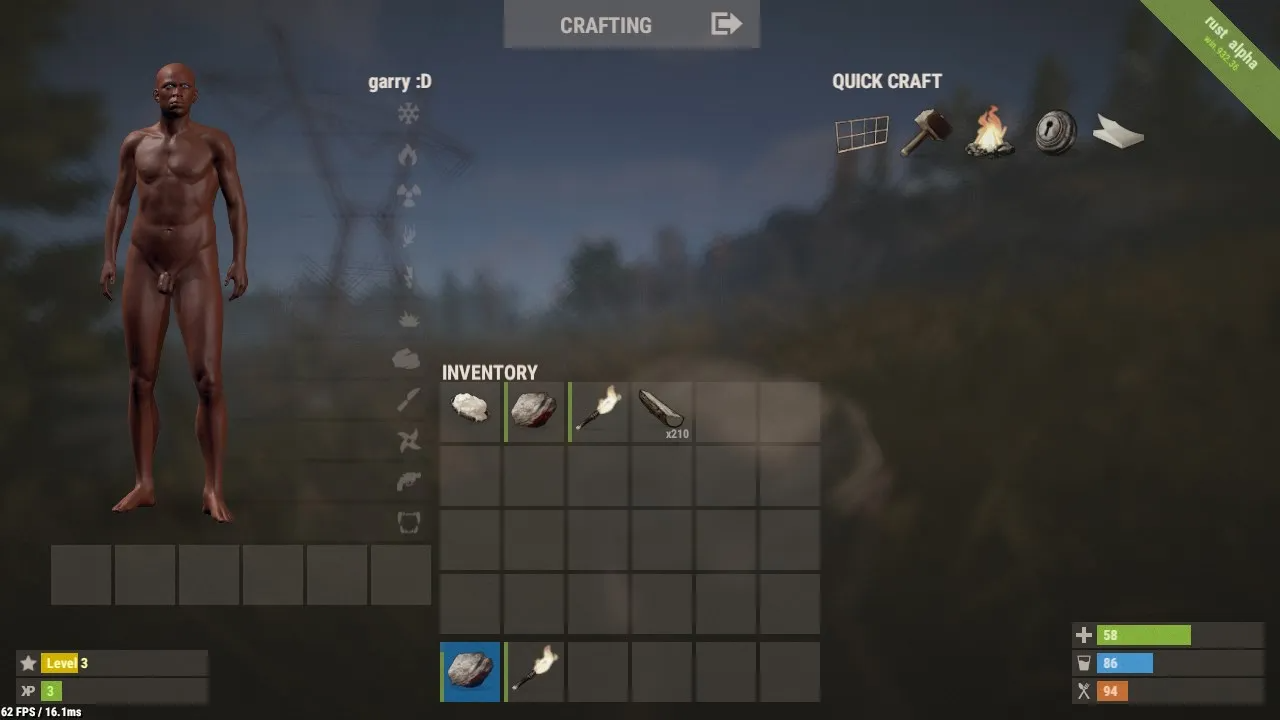 CRAFTING
rust alpha
garry :D
QUICK CRAFT
INVENTORY
x210
Level 3
XP 3
58
86
94
62 FPS / 16.1ms